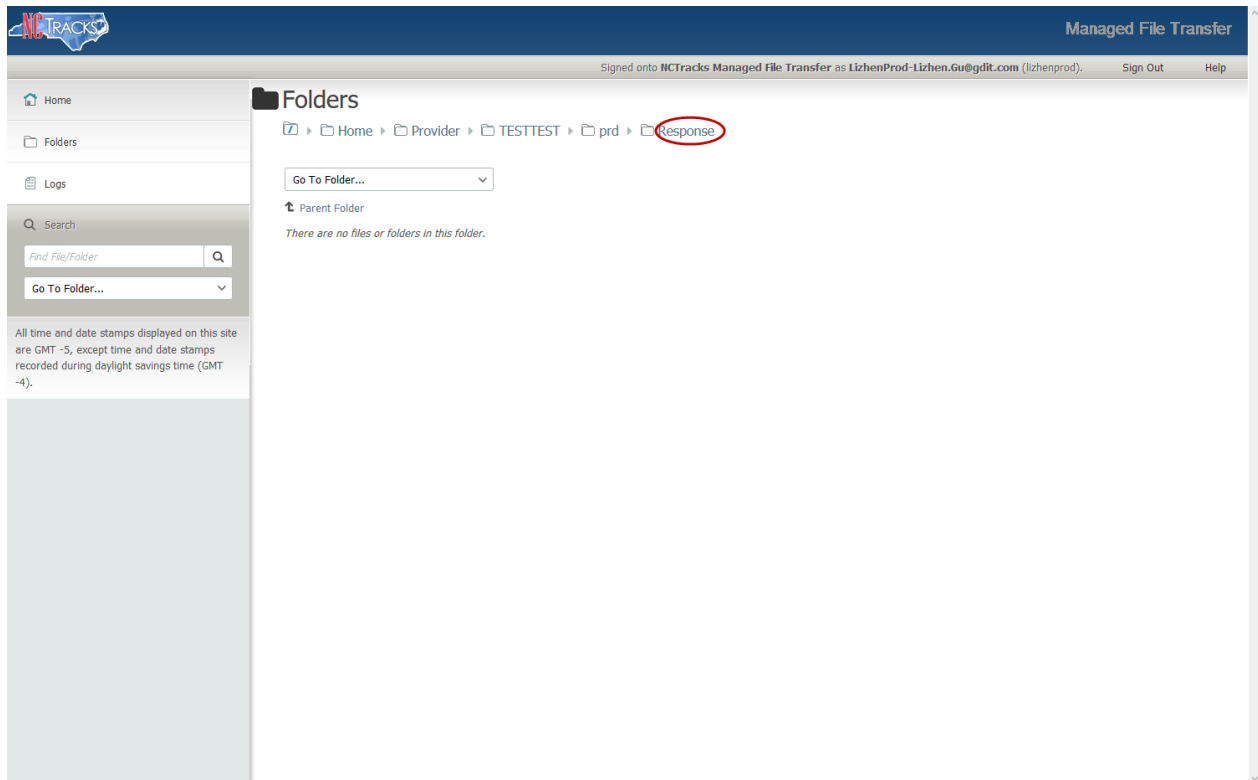 NCTRACKS
Managed File Transfer
Signed onto NCTracks Managed File Transfer as LizhenProd-Lizhen.Gu@gdit.com (lizhenprod). Sign Out Help
Home
Folders
Logs
Search
Find File/Folder
Go To Folder...
All time and date stamps displayed on this site
are GMT -5, except time and date stamps
recorded during daylight savings time (GMT
-4).
Folders
Home Provider TESTTEST prd Response
Go To Folder...
Parent Folder
There are no files or folders in this folder.